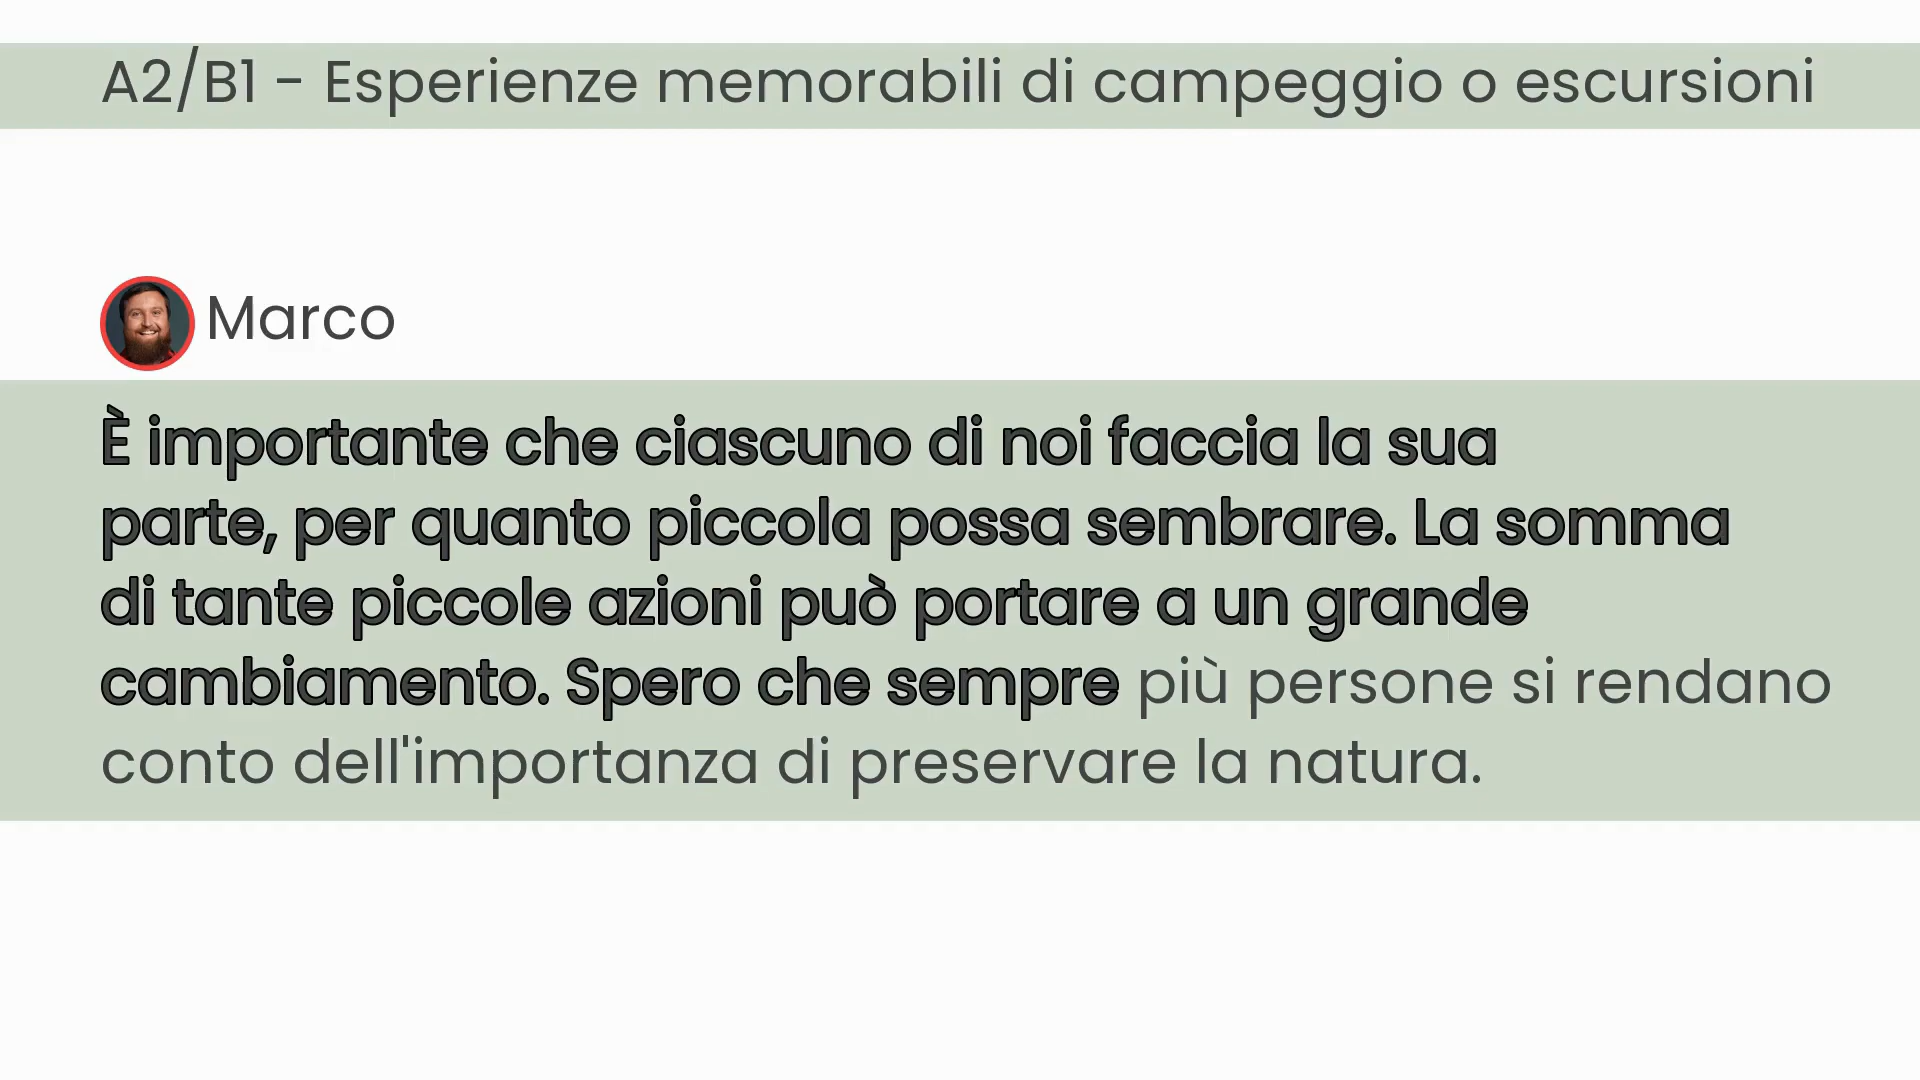 A2/B1 - Esperienze memorabili di campeggio o escursioni
Marco
È importante che ciascuno di noi faccia la sua
parte, per quanto piccola possa sembrare. La somma
di tante piccole azioni può portare a un grande
cambiamento. Spero che sempre più persone si rendano
conto dell'importanza di preservare la natura.